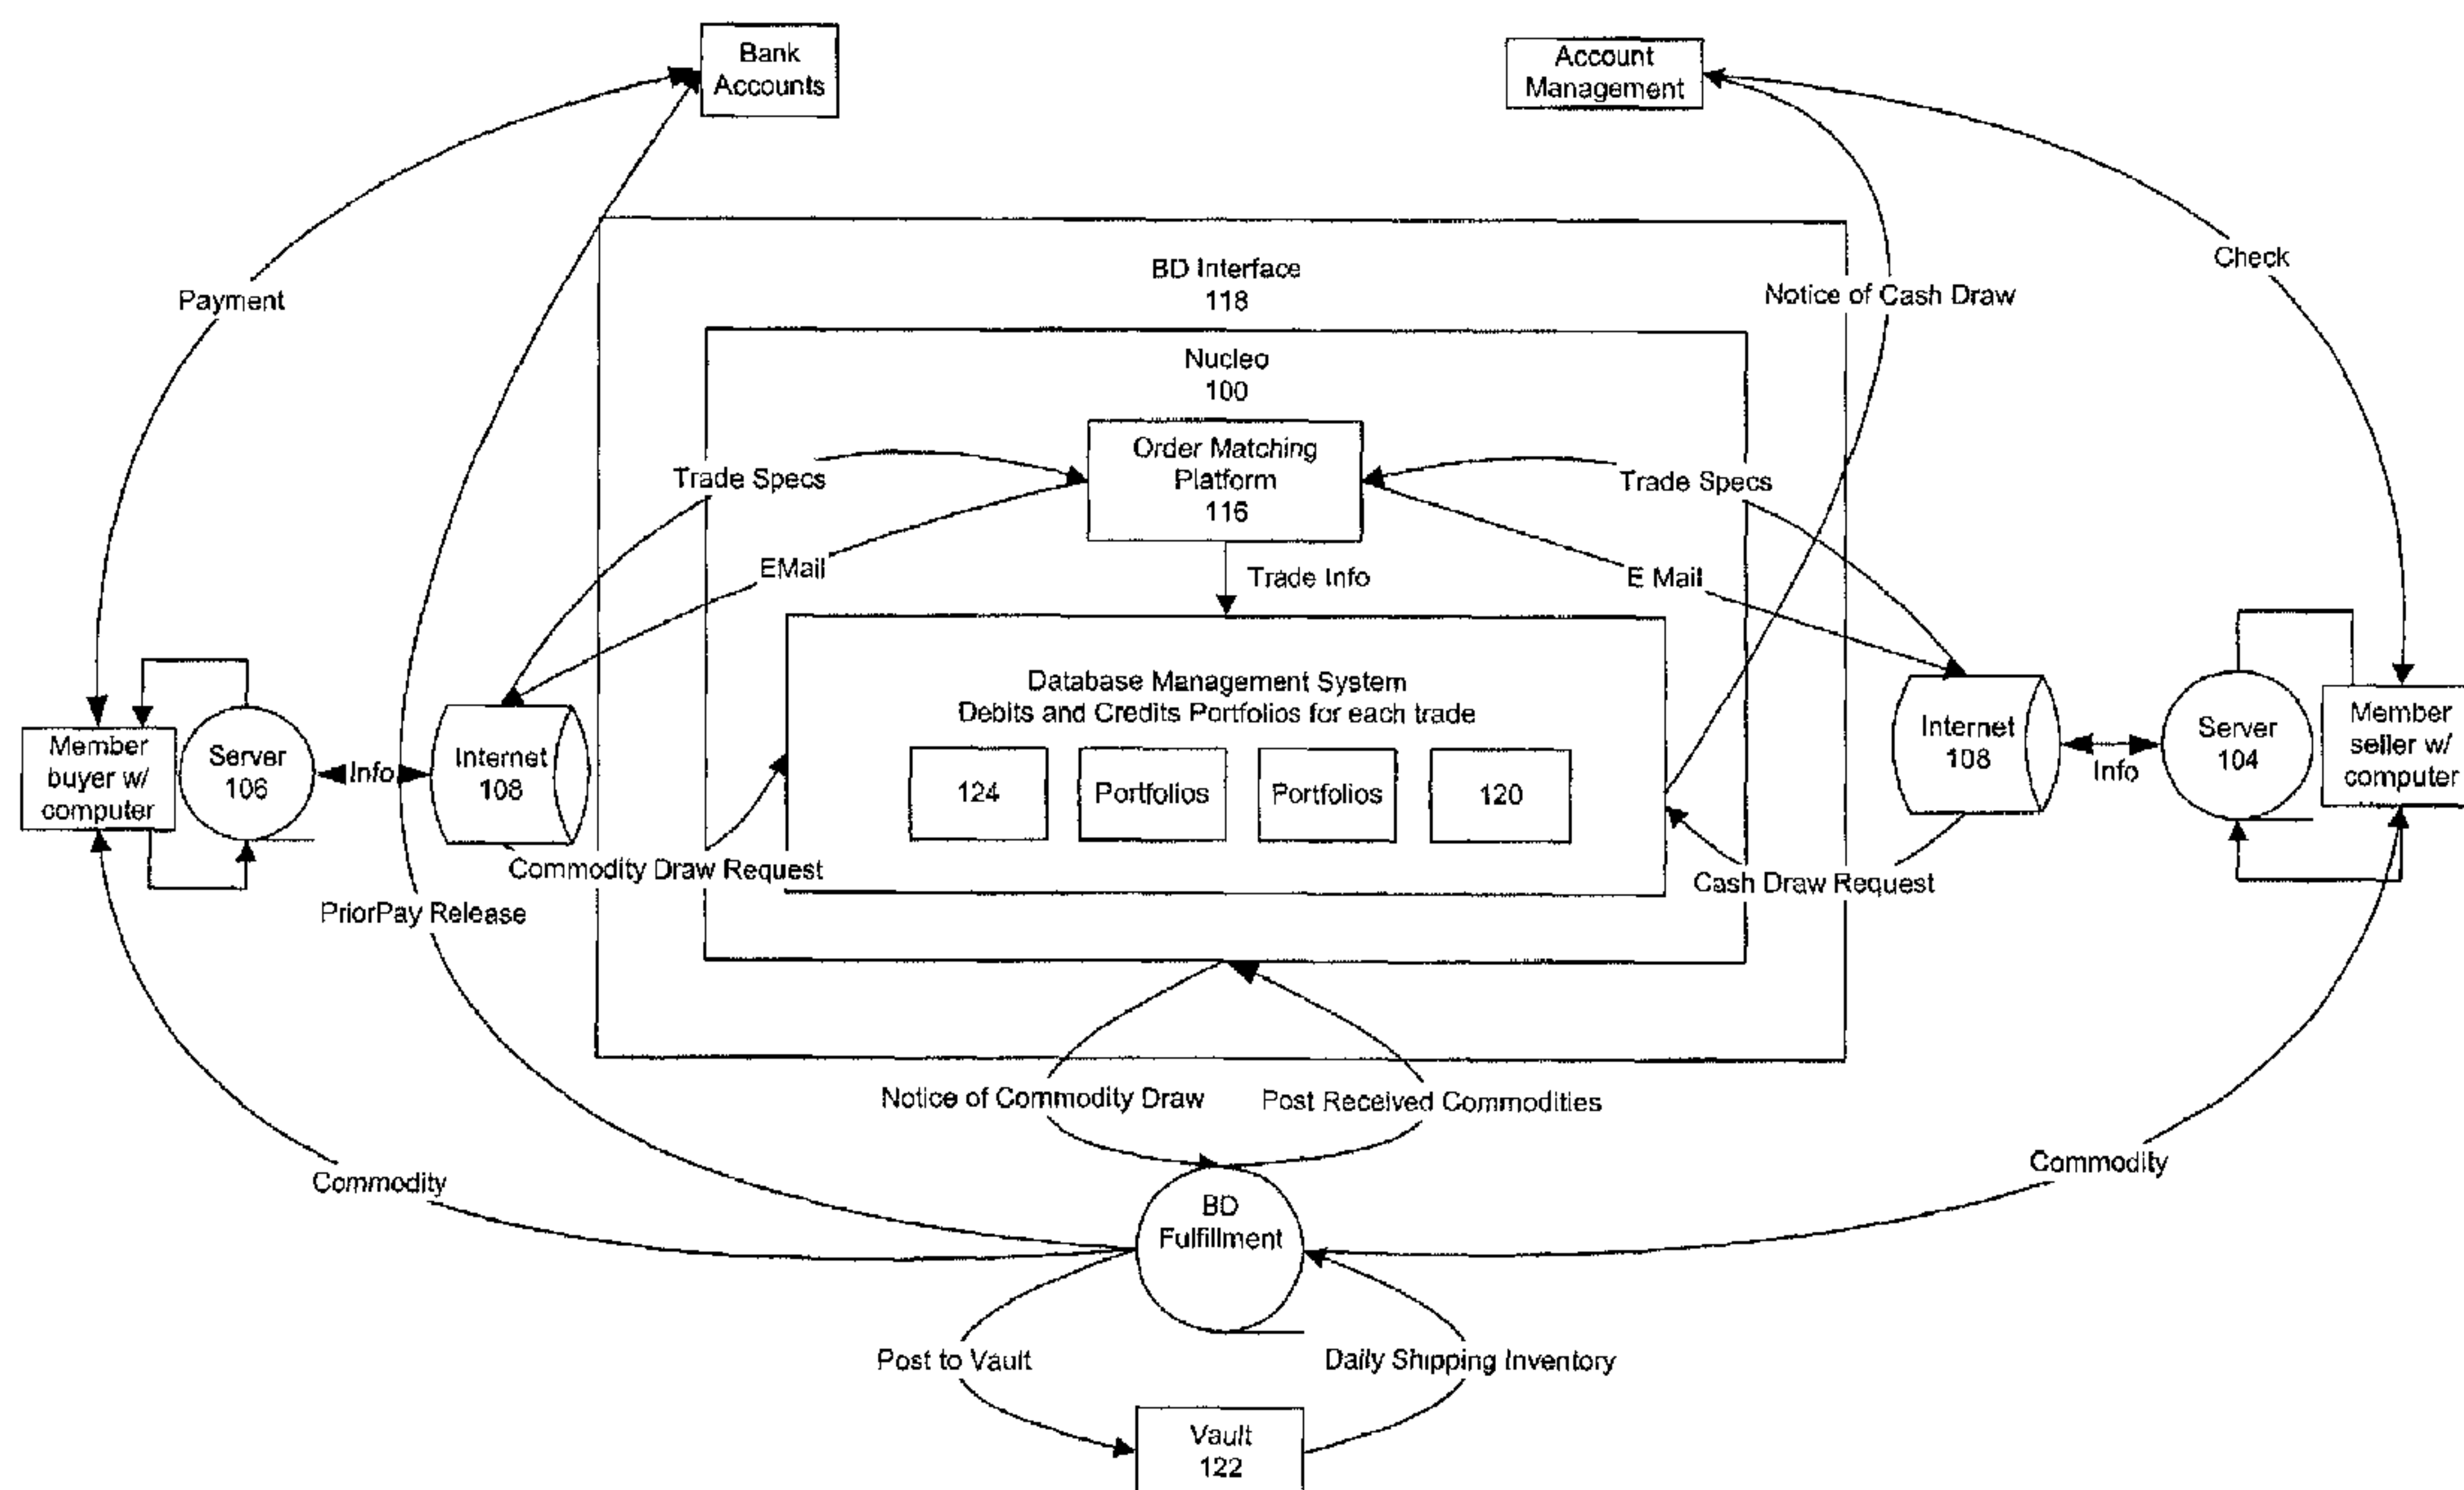 Bank
Accounts
Account
Management
Check
Payment
BD Interface
118
Notice of Cash Draw
Nucleo
100
Order Matching
Platform
116
Trade Specs
Trade Specs
EMail
Trade Info
E Mail
Database Management System
Debits and Credits Portfolios for each trade
124
Portfolios
Portfolios
120
Member
buyer w/
computer
Server
106
Info
Internet
108
Internet
108
Info
Server
104
Member
seller w/
computer
Commodity Draw Request
Cash Draw Request
PriorPay Release
Notice of Commodity Draw
Post Received Commodities
Commodity
Commodity
BD
Fulfillment
Post to Vault
Daily Shipping Inventory
Vault
122